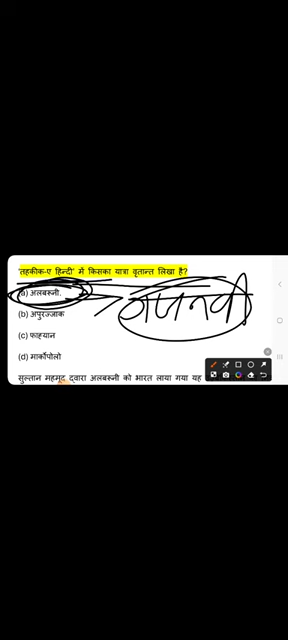 'तहकीक-ए हिन्दी' में किसका यात्रा वृतान्त लिखा है?
(a) अलबरूनी.
गजनवी
(b) अपुरज्जाक
(c) फाह्यान
(d) मार्कोपोलो
सुल्तान महमूद द्वारा अलबरूनी को भारत लाया गया यह